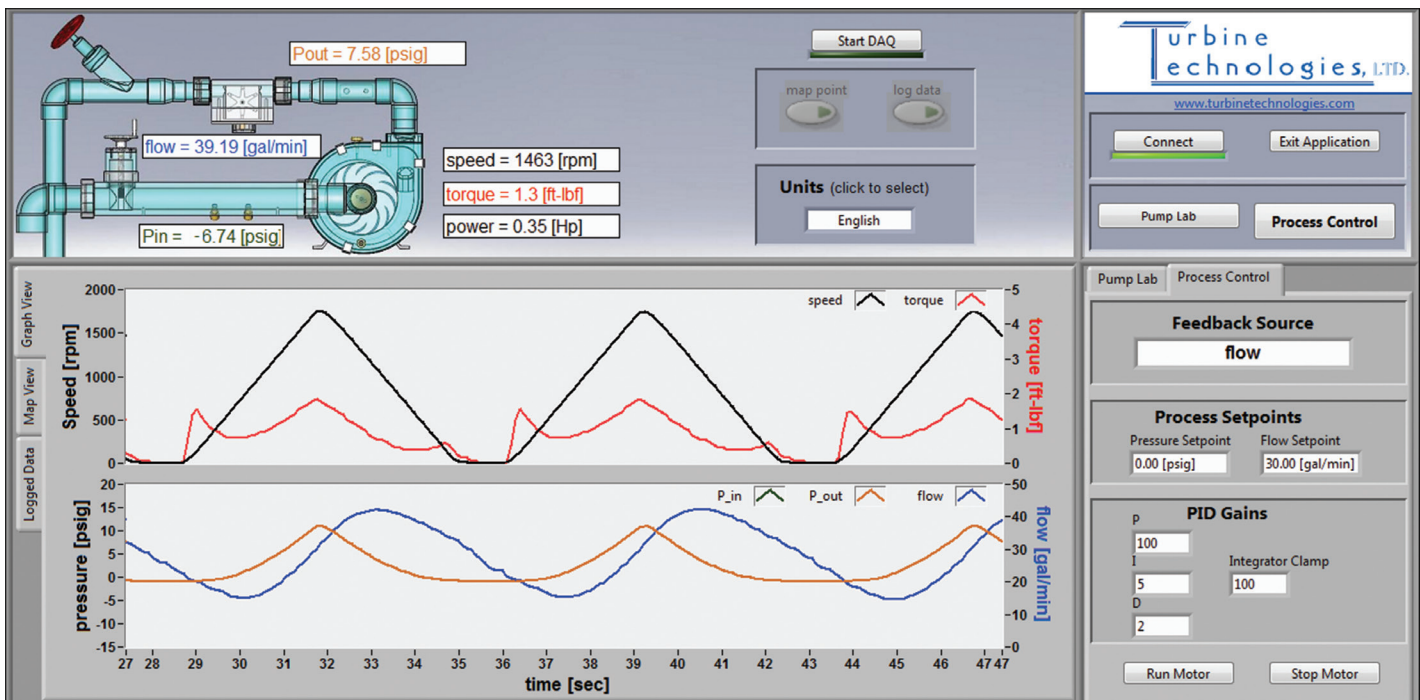 Pout = 7.58 [psig]
flow = 39.19 [gal/min]
speed = 1463 [rpm]
torque = 1.3 [ft-lbf]
power = 0.35 [Hp]
Pin = -6.74 [psig]
Start DAQ
map point log data
Units (click to select)
English
Turbine
Technologies, LTD.
www.turbinetechnologies.com
Connect Exit Application
Pump Lab Process Control
Graph View
Map View
Logged Data
speed torque
Speed [rpm]
2000
1500
1000
500
0
torque [ft-lbf]
5
4
3
2
1
0
P_in P_out flow
pressure [psig]
20
15
10
5
0
-5
-10
-15
flow [gal/min]
50
40
30
20
10
0
27 28 29 30 31 32 33 34 35 36 37 38 39 40 41 42 43 44 45 46 47 47
time [sec]
Pump Lab Process Control
Feedback Source
flow
Process Setpoints
Pressure Setpoint Flow Setpoint
0.00 [psig] 30.00 [gal/min]
PID Gains
P
100
I Integrator Clamp
5 100
D
2
Run Motor Stop Motor